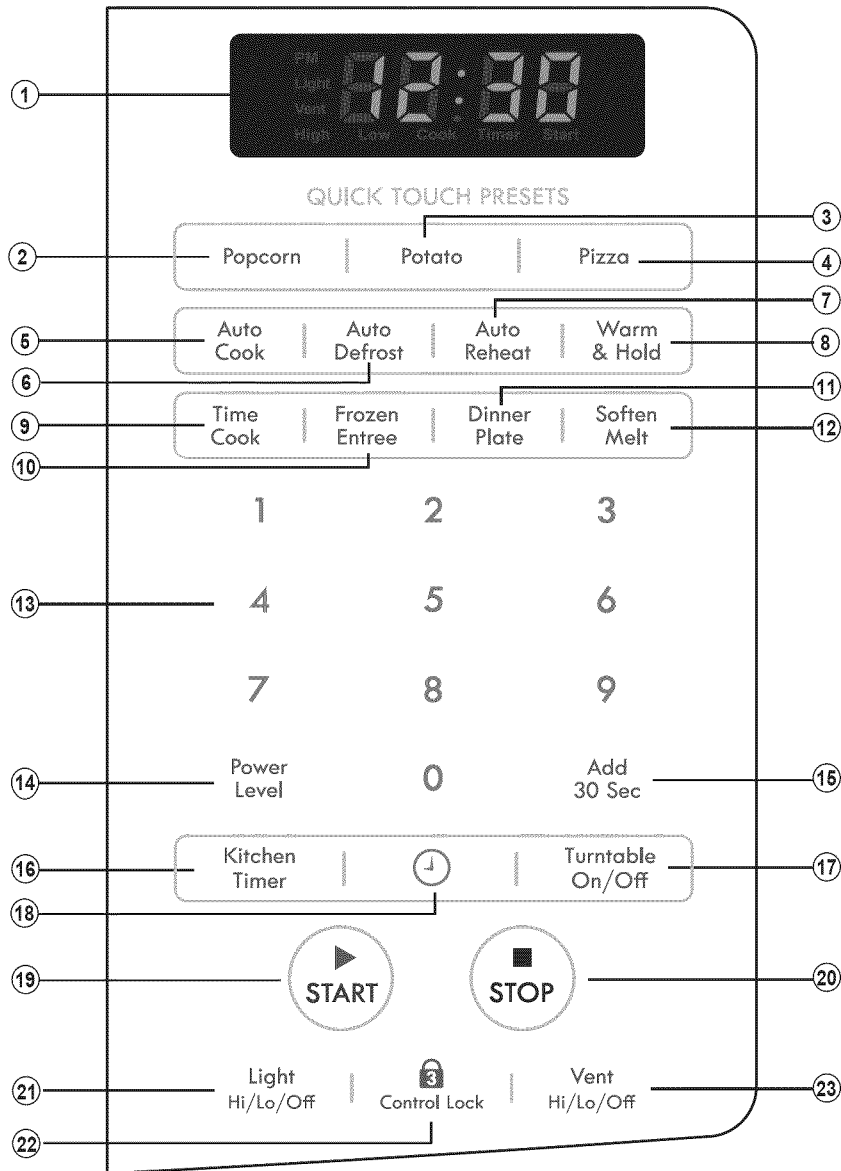 PM
Light
Vent
High Low Cook Timer Start
12:30
1
QUICK TOUCH PRESETS
3
2 Popcorn Potato Pizza 4
7
5 Auto Cook
Auto Defrost
Auto Reheat
Warm & Hold 8
6
11
9 Time Cook
Frozen Entree
Dinner Plate
Soften Melt 12
10
1 2 3
13 4 5 6
7 8 9
14 Power Level
0
Add 30 Sec 15
16 Kitchen Timer
Turntable On/Off 17
18
19 START
STOP 20
21 Light Hi/Lo/Off
3
Control Lock
Vent Hi/Lo/Off 23
22